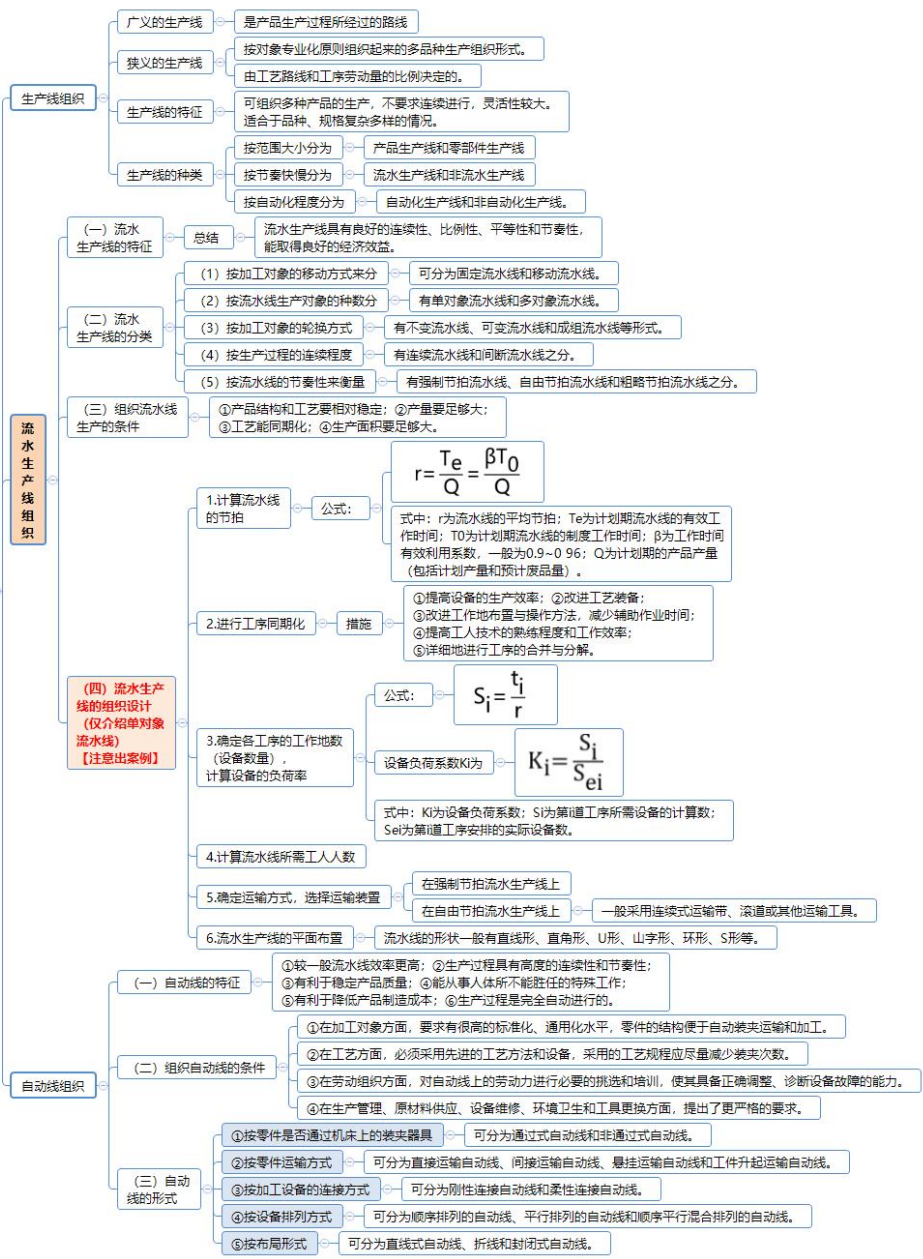 生产线组织
广义的生产线
是产品生产过程所经过的路线
狭义的生产线
按对象专业化原则组织起来的多品种生产组织形式。
由工艺路线和工序劳动量的比例决定的。
生产线的特征
可组织多种产品的生产，不要求连续进行，灵活性较大。
适合于品种、规格复杂多样的情况。
生产线的种类
按范围大小分为
产品生产线和零部件生产线
按节奏快慢分为
流水生产线和非流水生产线
按自动化程度分为
自动化生产线和非自动化生产线。
流
水
生
产
线
组
织
（一）流水
生产线的特征
总结
流水生产线具有良好的连续性、比例性、平等性和节奏性，
能取得良好的经济效益。
（二）流水
生产线的分类
（1）按加工对象的移动方式来分
可分为固定流水线和移动流水线。
（2）按流水线生产对象的种数分
有单对象流水线和多对象流水线。
（3）按加工对象的轮换方式
有不变流水线、可变流水线和成组流水线等形式。
（4）按生产过程的连续程度
有连续流水线和间断流水线之分。
（5）按流水线的节奏性来衡量
有强制节拍流水线、自由节拍流水线和粗略节拍流水线之分。
（三）组织流水线
生产的条件
①产品结构和工艺要相对稳定；②产量要足够大；
③工艺能同期化；④生产面积要足够大。
（四）流水生产
线的组织设计
（仅介绍单对象
流水线）
【注意出案例】
1.计算流水线
的节拍
公式：
r=Te/Q=βT0/Q
式中：r为流水线的平均节拍；Te为计划期流水线的有效工
作时间；T0为计划期流水线的制度工作时间；β为工作时间
有效利用系数，一般为0.9~0 96；Q为计划期的产品产量
（包括计划产量和预计废品量）。
2.进行工序同期化
措施
①提高设备的生产效率；②改进工艺装备；
③改进工作地布置与操作方法，减少辅助作业时间；
④提高工人技术的熟练程度和工作效率；
⑤详细地进行工序的合并与分解。
3.确定各工序的工作地数
（设备数量），
计算设备的负荷率
公式：
Si=ti/r
设备负荷系数Ki为
Ki=Si/Sei
式中：Ki为设备负荷系数；Si为第i道工序所需设备的计算数；
Sei为第i道工序安排的实际设备数。
4.计算流水线所需工人人数
5.确定运输方式，选择运输装置
在强制节拍流水生产线上
在自由节拍流水生产线上
一般采用连续式运输带、滚道或其他运输工具。
6.流水生产线的平面布置
流水线的形状一般有直线形、直角形、U形、山字形、环形、S形等。
自动线组织
（一）自动线的特征
①较一般流水线效率更高；②生产过程具有高度的连续性和节奏性；
③有利于稳定产品质量；④能从事人体所不能胜任的特殊工作；
⑤有利于降低产品制造成本；⑥生产过程是完全自动进行的。
（二）组织自动线的条件
①在加工对象方面，要求有很高的标准化、通用化水平，零件的结构便于自动装夹运输和加工。
②在工艺方面，必须采用先进的工艺方法和设备，采用的工艺规程应尽量减少装夹次数。
③在劳动组织方面，对自动线上的劳动力进行必要的挑选和培训，使其具备正确调整、诊断设备故障的能力。
④在生产管理、原材料供应、设备维修、环境卫生和工具更换方面，提出了更严格的要求。
（三）自动
线的形式
①按零件是否通过机床上的装夹器具
可分为通过式自动线和非通过式自动线。
②按零件运输方式
可分为直接运输自动线、间接运输自动线、悬挂运输自动线和工件升起运输自动线。
③按加工设备的连接方式
可分为刚性连接自动线和柔性连接自动线。
④按设备排列方式
可分为顺序排列的自动线、平行排列的自动线和顺序平行混合排列的自动线。
⑤按布局形式
可分为直线式自动线、折线和封闭式自动线。